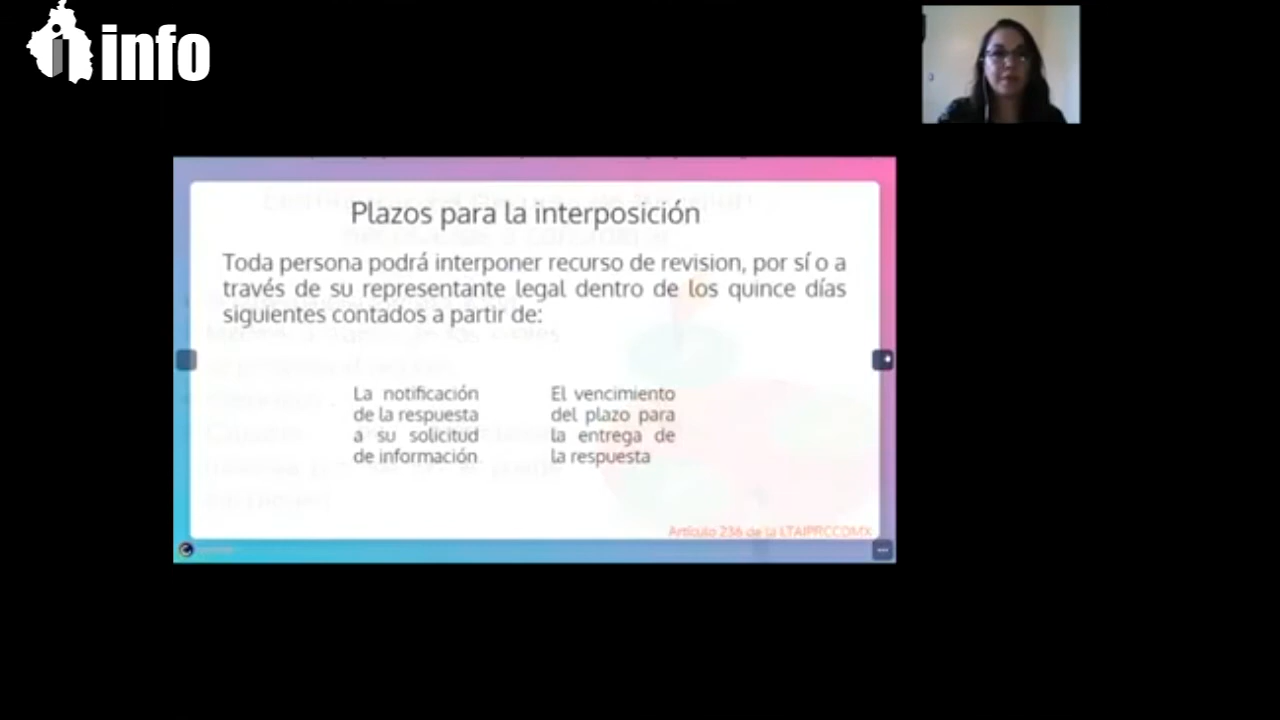 info
Plazos para la interposición
Toda persona podrá interponer recurso de revision, por sí o a
través de su representante legal dentro de los quince días
siguientes contados a partir de:
La notificación
de la respuesta
a su solicitud
de información
El vencimiento
del plazo para
la entrega de
la respuesta
Artículo 236 de la LTAIPRCCDMX